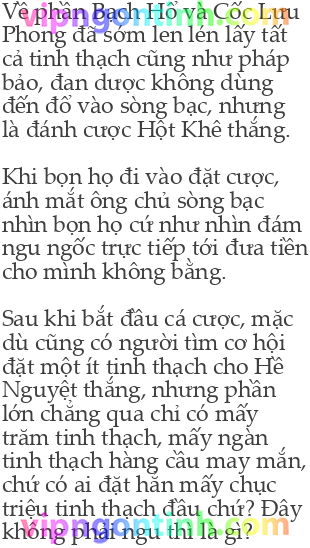 Về phần Bạch Hổ và Cốc Lưu
vipngontinh.com
Phong đã sớm len lén lấy tất
cả tinh thạch cũng như pháp
bảo, đan dược không dùng
đến đổ vào sòng bạc, nhưng
là đánh cược Hột Khê thắng.
Khi bọn họ đi vào đặt cược,
ánh mắt ông chủ sòng bạc
nhìn bọn họ cứ như nhìn đám
ngu ngốc trực tiếp tới đưa tiền
cho mình không bằng.
Sau khi bắt đầu cá cược, mặc
dù cũng có người tìm cơ hội
đặt một ít tinh thạch cho Hề
Nguyệt thắng, nhưng phần
lớn chẳng qua chỉ có mấy
trăm tinh thạch, mấy ngàn
tinh thạch hàng cầu may mắn,
chứ có ai đặt hẳn mấy chục
triệu tinh thạch đâu chứ? Đây
vipngontinh.com
không phải ngu thì là gì?